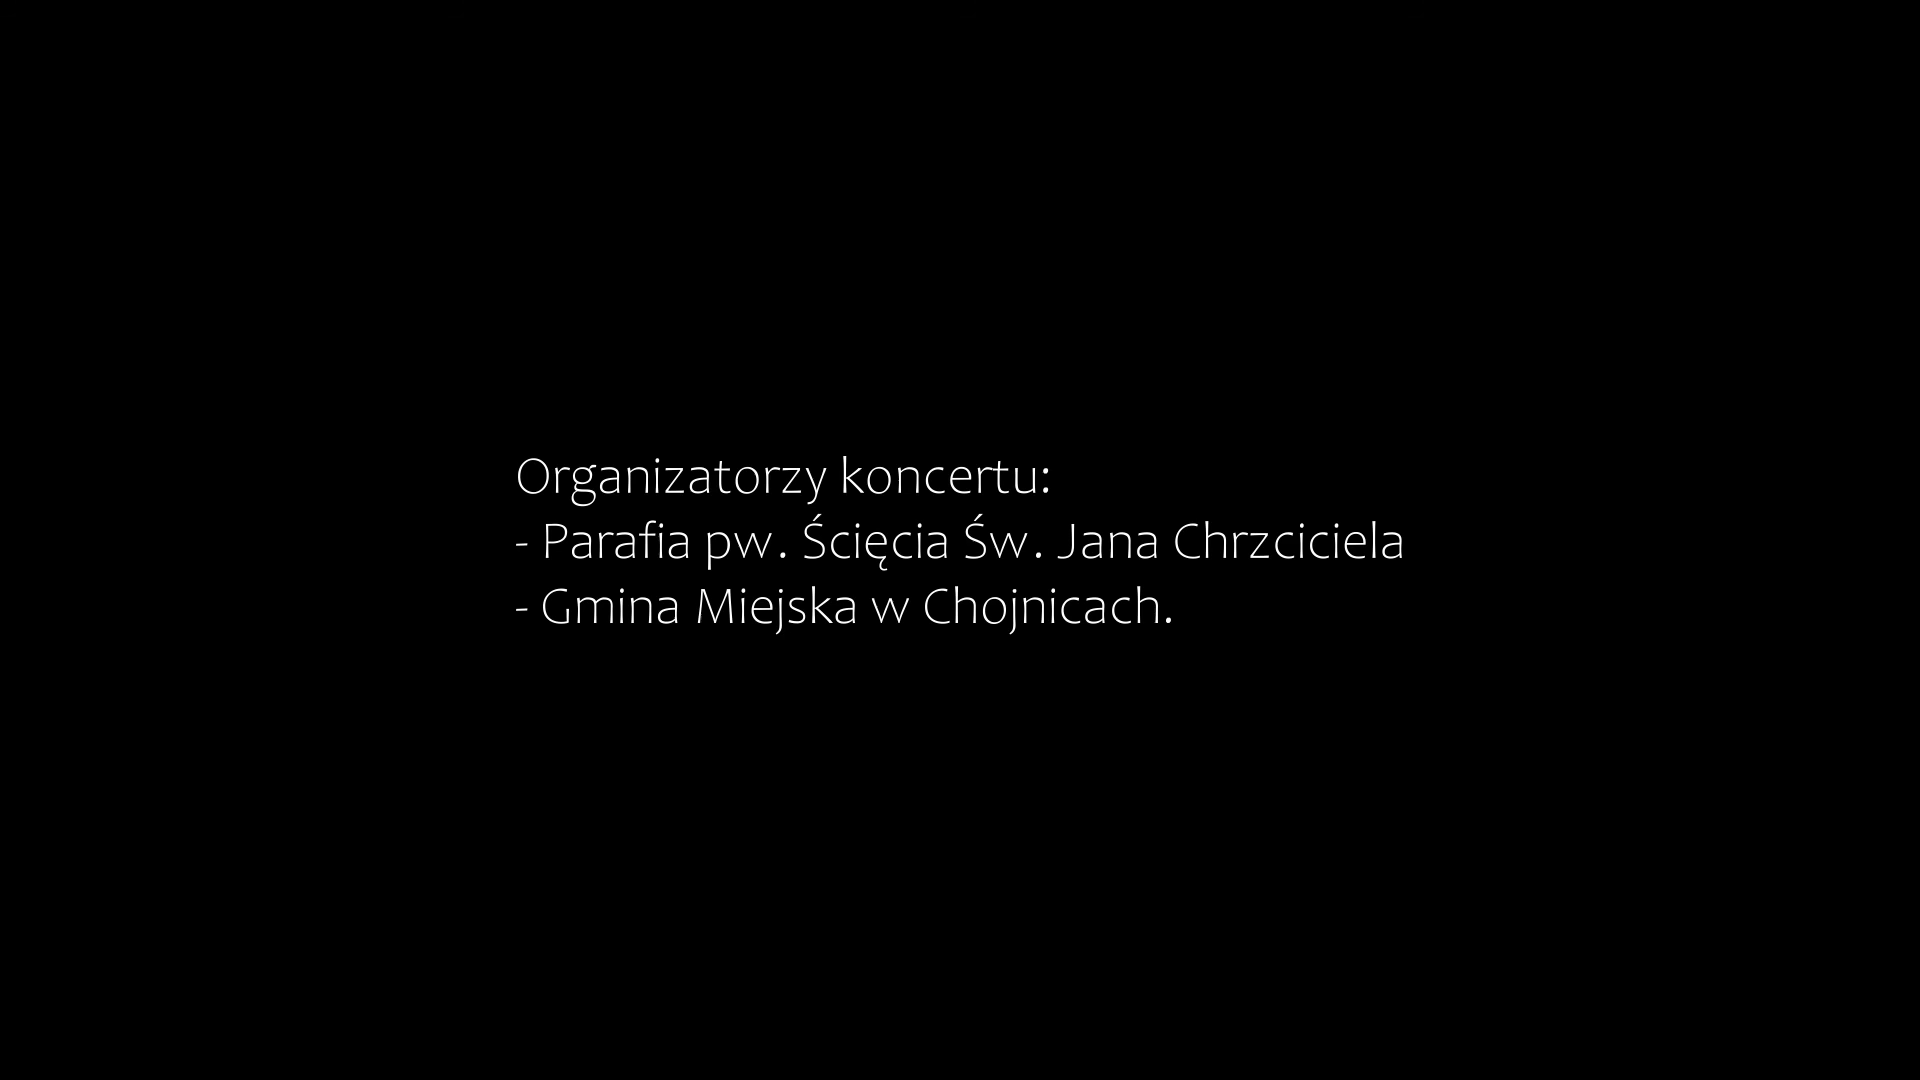 Organizatorzy koncertu:
- Parafia pw. Ścięcia Św. Jana Chrzciciela
- Gmina Miejska w Chojnicach.